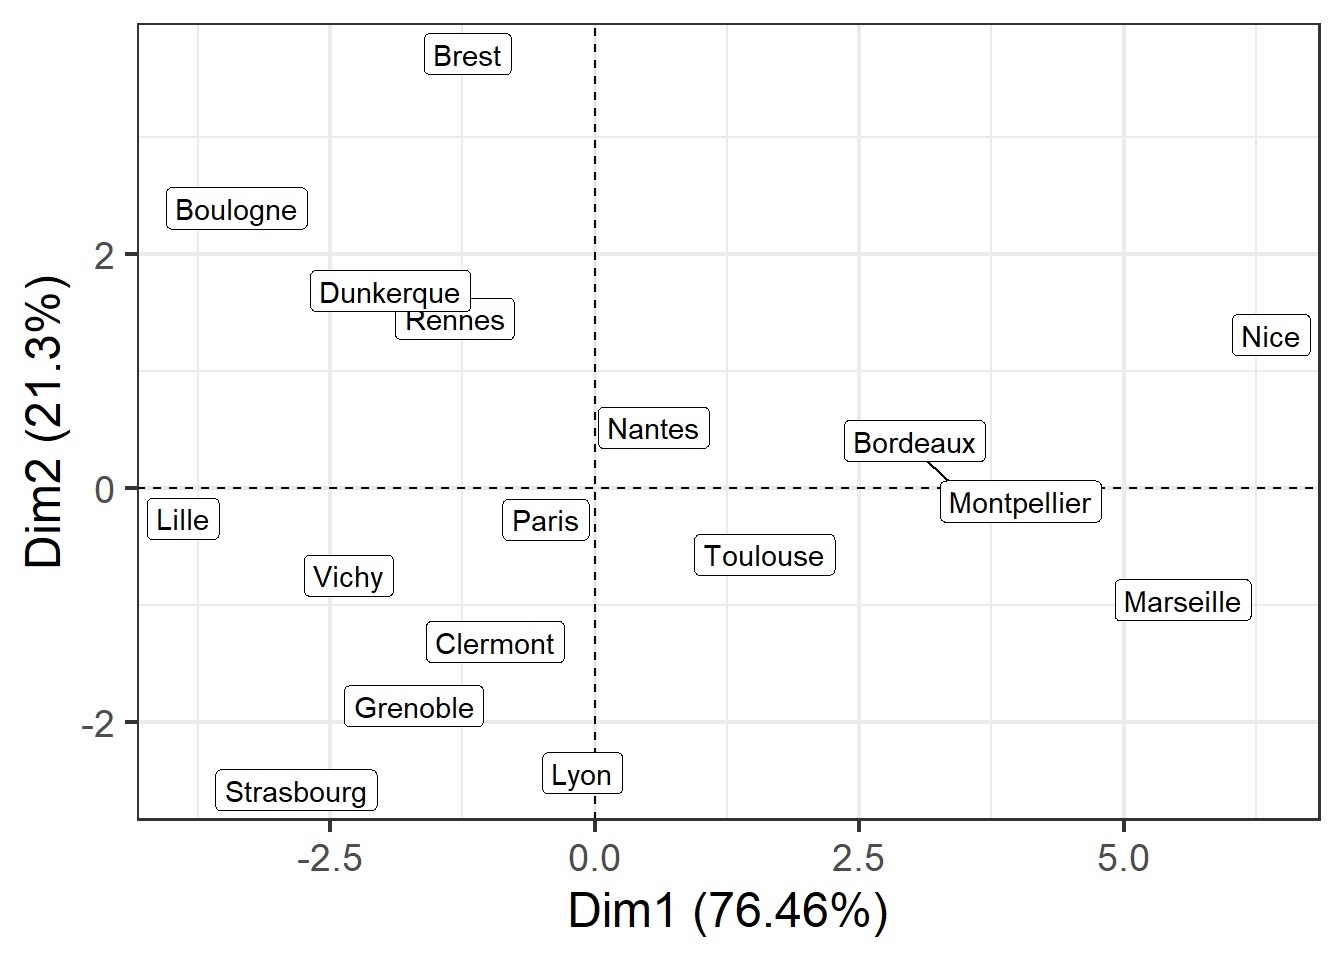 Brest
Boulogne
2
Dunkerque
Rennes
Nice
Nantes
Bordeaux
0
Montpellier
Lille
Paris
Toulouse
Vichy
Marseille
Clermont
Grenoble
-2
Lyon
Strasbourg
-2.5 0.0 2.5 5.0
Dim1 (76.46%)
Dim2 (21.3%)